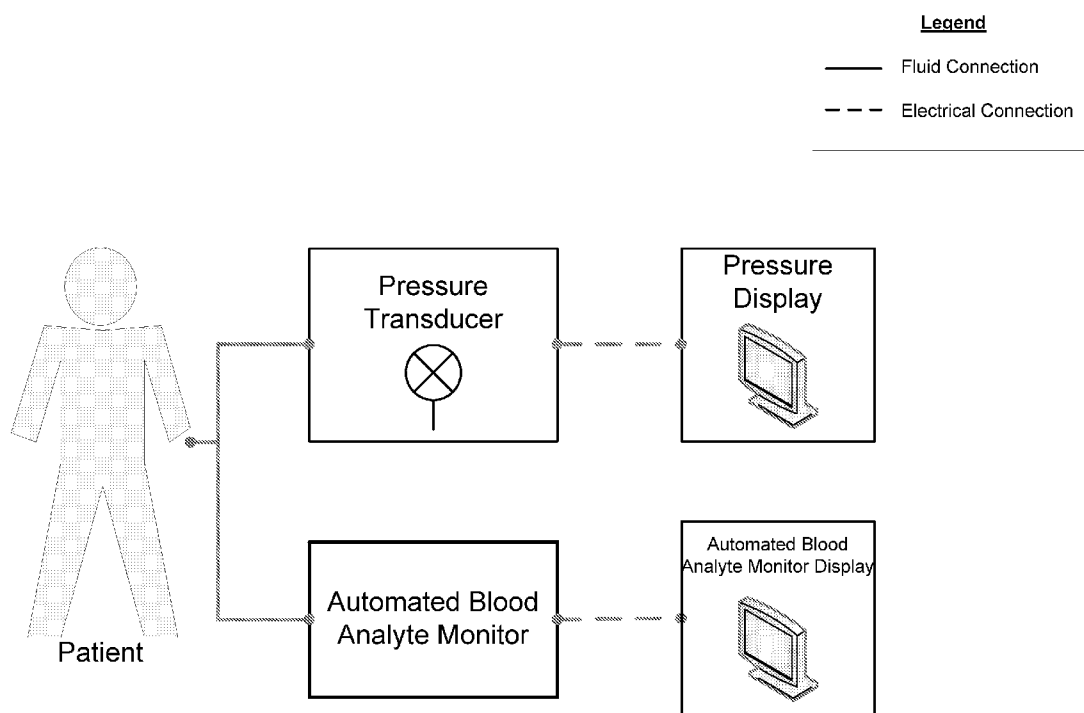 Legend
Fluid Connection
Electrical Connection
Pressure
Transducer
Pressure
Display
Automated Blood
Analyte Monitor
Automated Blood
Analyte Monitor Display
Patient